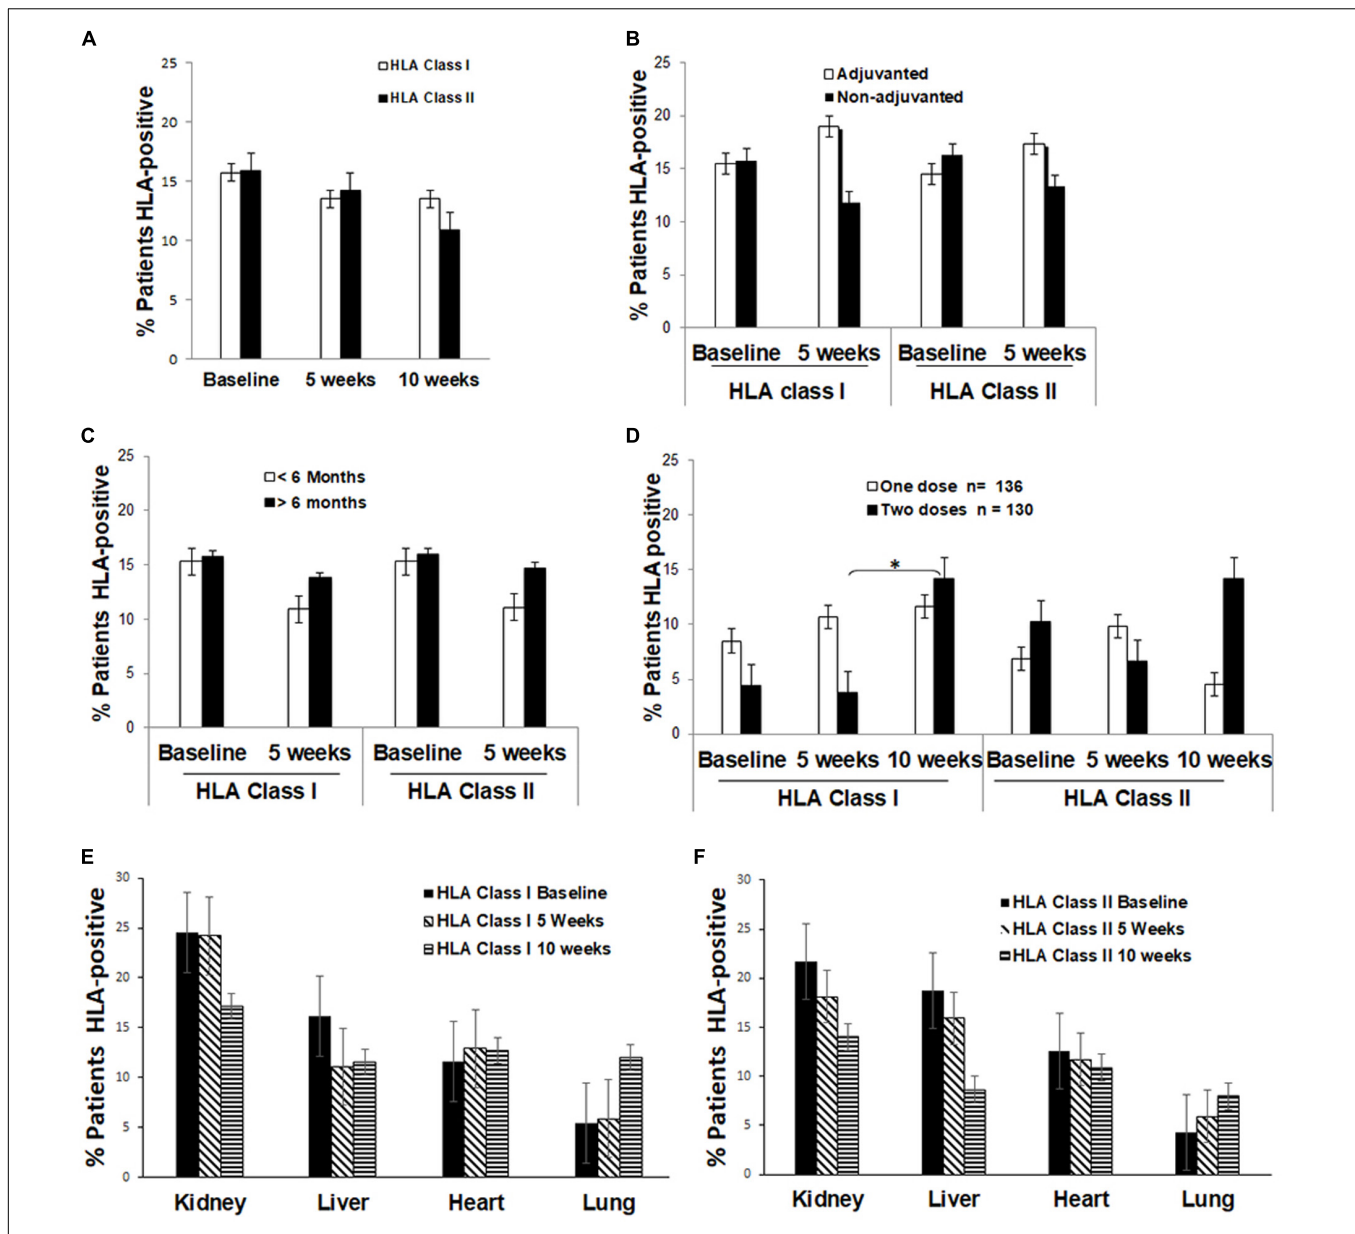 A
% Patients HLA-positive
25
20
15
10
5
0
HLA Class I
HLA Class II
Baseline 5 weeks 10 weeks
B
% Patients HLA-positive
25
20
15
10
5
0
Adjuvanted
Non-adjuvanted
Baseline 5 weeks Baseline 5 weeks
HLA class I HLA Class II
C
% Patients HLA-positive
25
20
15
10
5
0
< 6 Months
> 6 months
Baseline 5 weeks Baseline 5 weeks
HLA Class I HLA Class II
D
% Patients HLA positive
25
20
15
10
5
0
One dose n= 136
Two doses n = 130
*
Baseline 5 weeks 10 weeks Baseline 5 weeks 10 weeks
HLA Class I HLA Class II
E
% Patients HLA-positive
30
25
20
15
10
5
0
HLA Class I Baseline
HLA Class I 5 Weeks
HLA Class I 10 weeks
Kidney Liver Heart Lung
F
% Patients HLA-positive
30
25
20
15
10
5
0
HLA Class II Baseline
HLA Class II 5 Weeks
HLA Class II 10 weeks
Kidney Liver Heart Lung